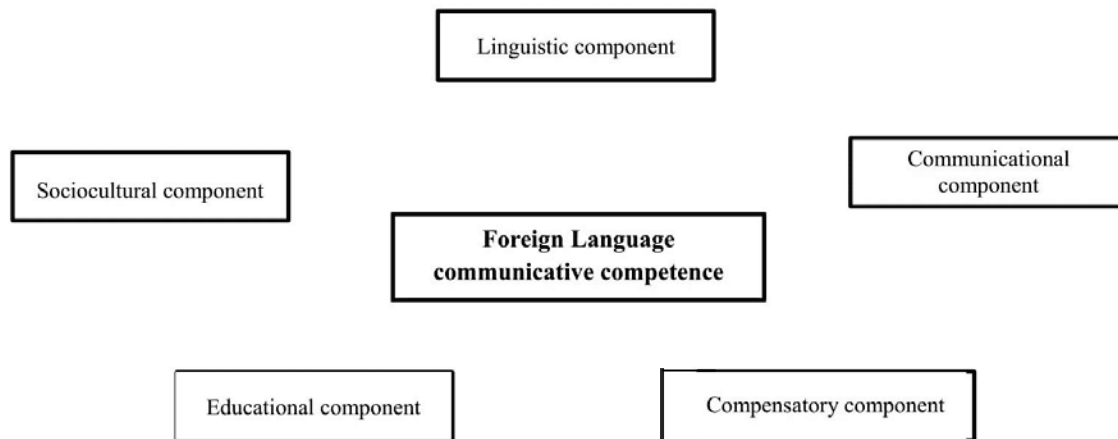 Linguistic component
Communicational
component
Sociocultural component
Foreign Language
communicative competence
Educational component
Compensatory component